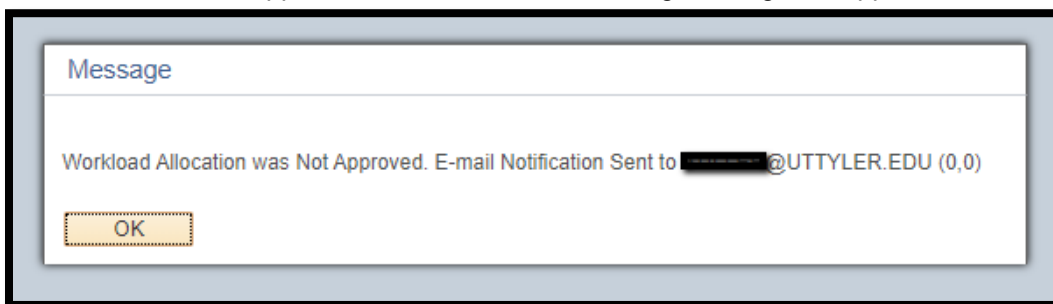 Message
Workload Allocation was Not Approved. E-mail Notification Sent to @UTTYLER.EDU (0,0)
OK